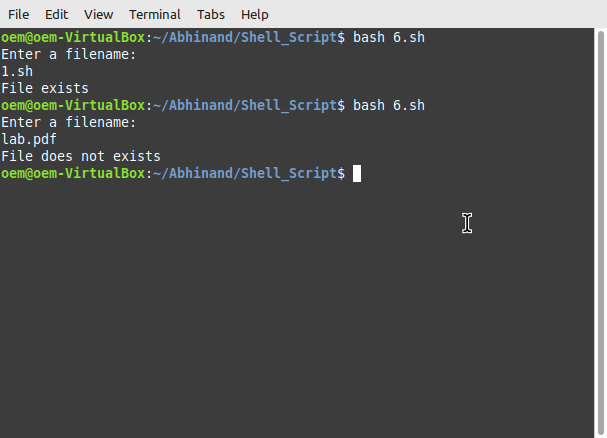 File Edit View Terminal Tabs Help
oem@oem-VirtualBox:~/Abhinand/Shell_Script$ bash 6.sh
Enter a filename:
1.sh
File exists
oem@oem-VirtualBox:~/Abhinand/Shell_Script$ bash 6.sh
Enter a filename:
lab.pdf
File does not exists
oem@oem-VirtualBox:~/Abhinand/Shell_Script$